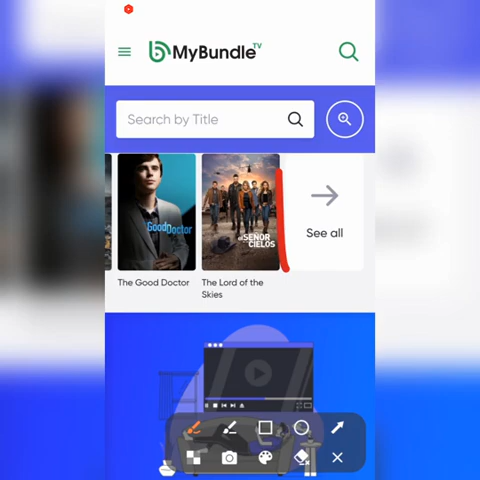 MyBundle TV
Search by Title
Good Doctor
EL SEÑOR
DE LOS
CIELOS
See all
The Good Doctor
The Lord of the
Skies